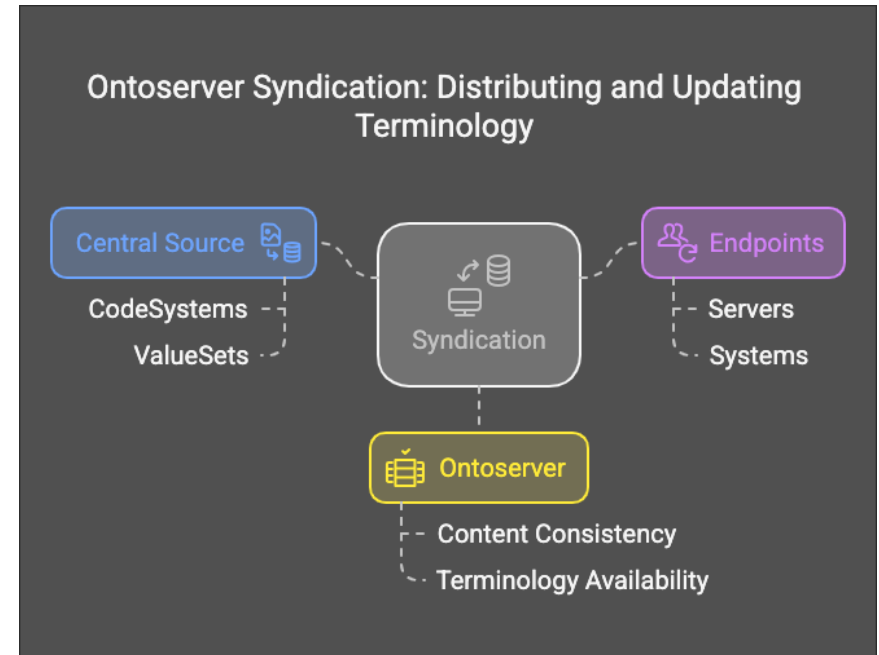 Ontoserver Syndication: Distributing and Updating
Terminology
Central Source
CodeSystems
ValueSets
Syndication
Endpoints
Servers
Systems
Ontoserver
Content Consistency
Terminology Availability